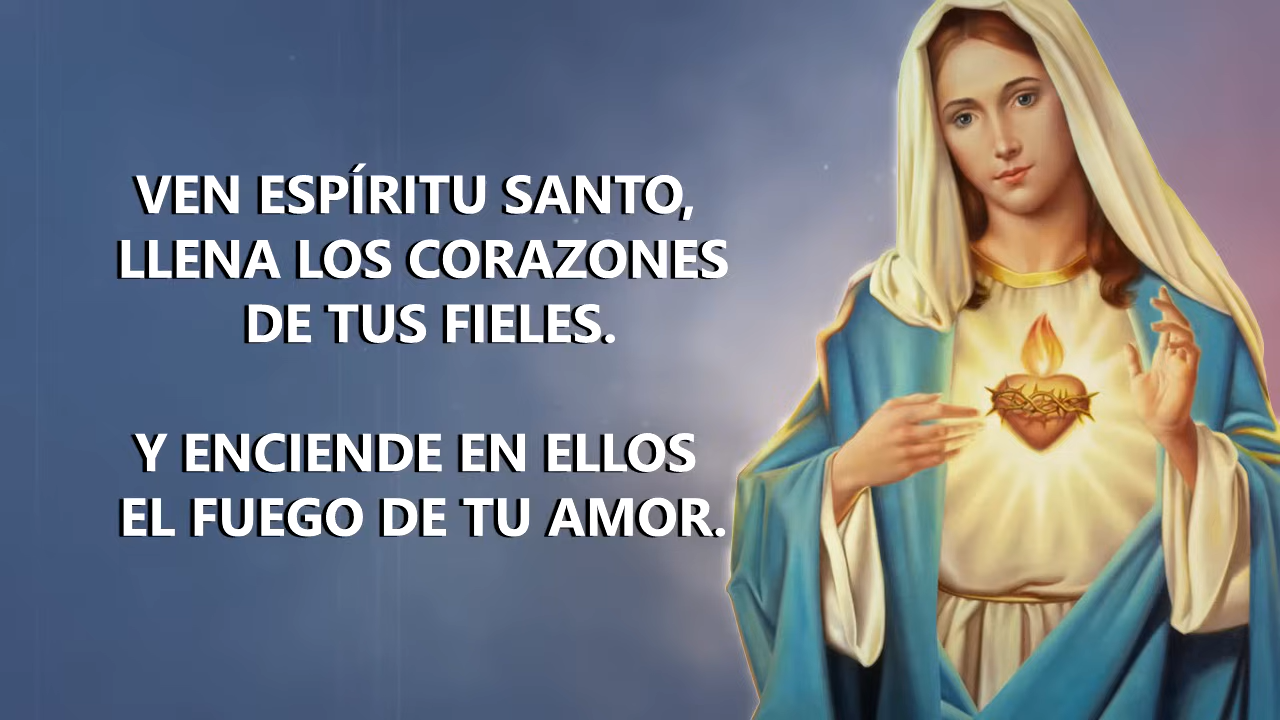 VEN ESPÍRITU SANTO,
LLENA LOS CORAZONES
DE TUS FIELES.
Y ENCIENDE EN ELLOS
EL FUEGO DE TU AMOR.